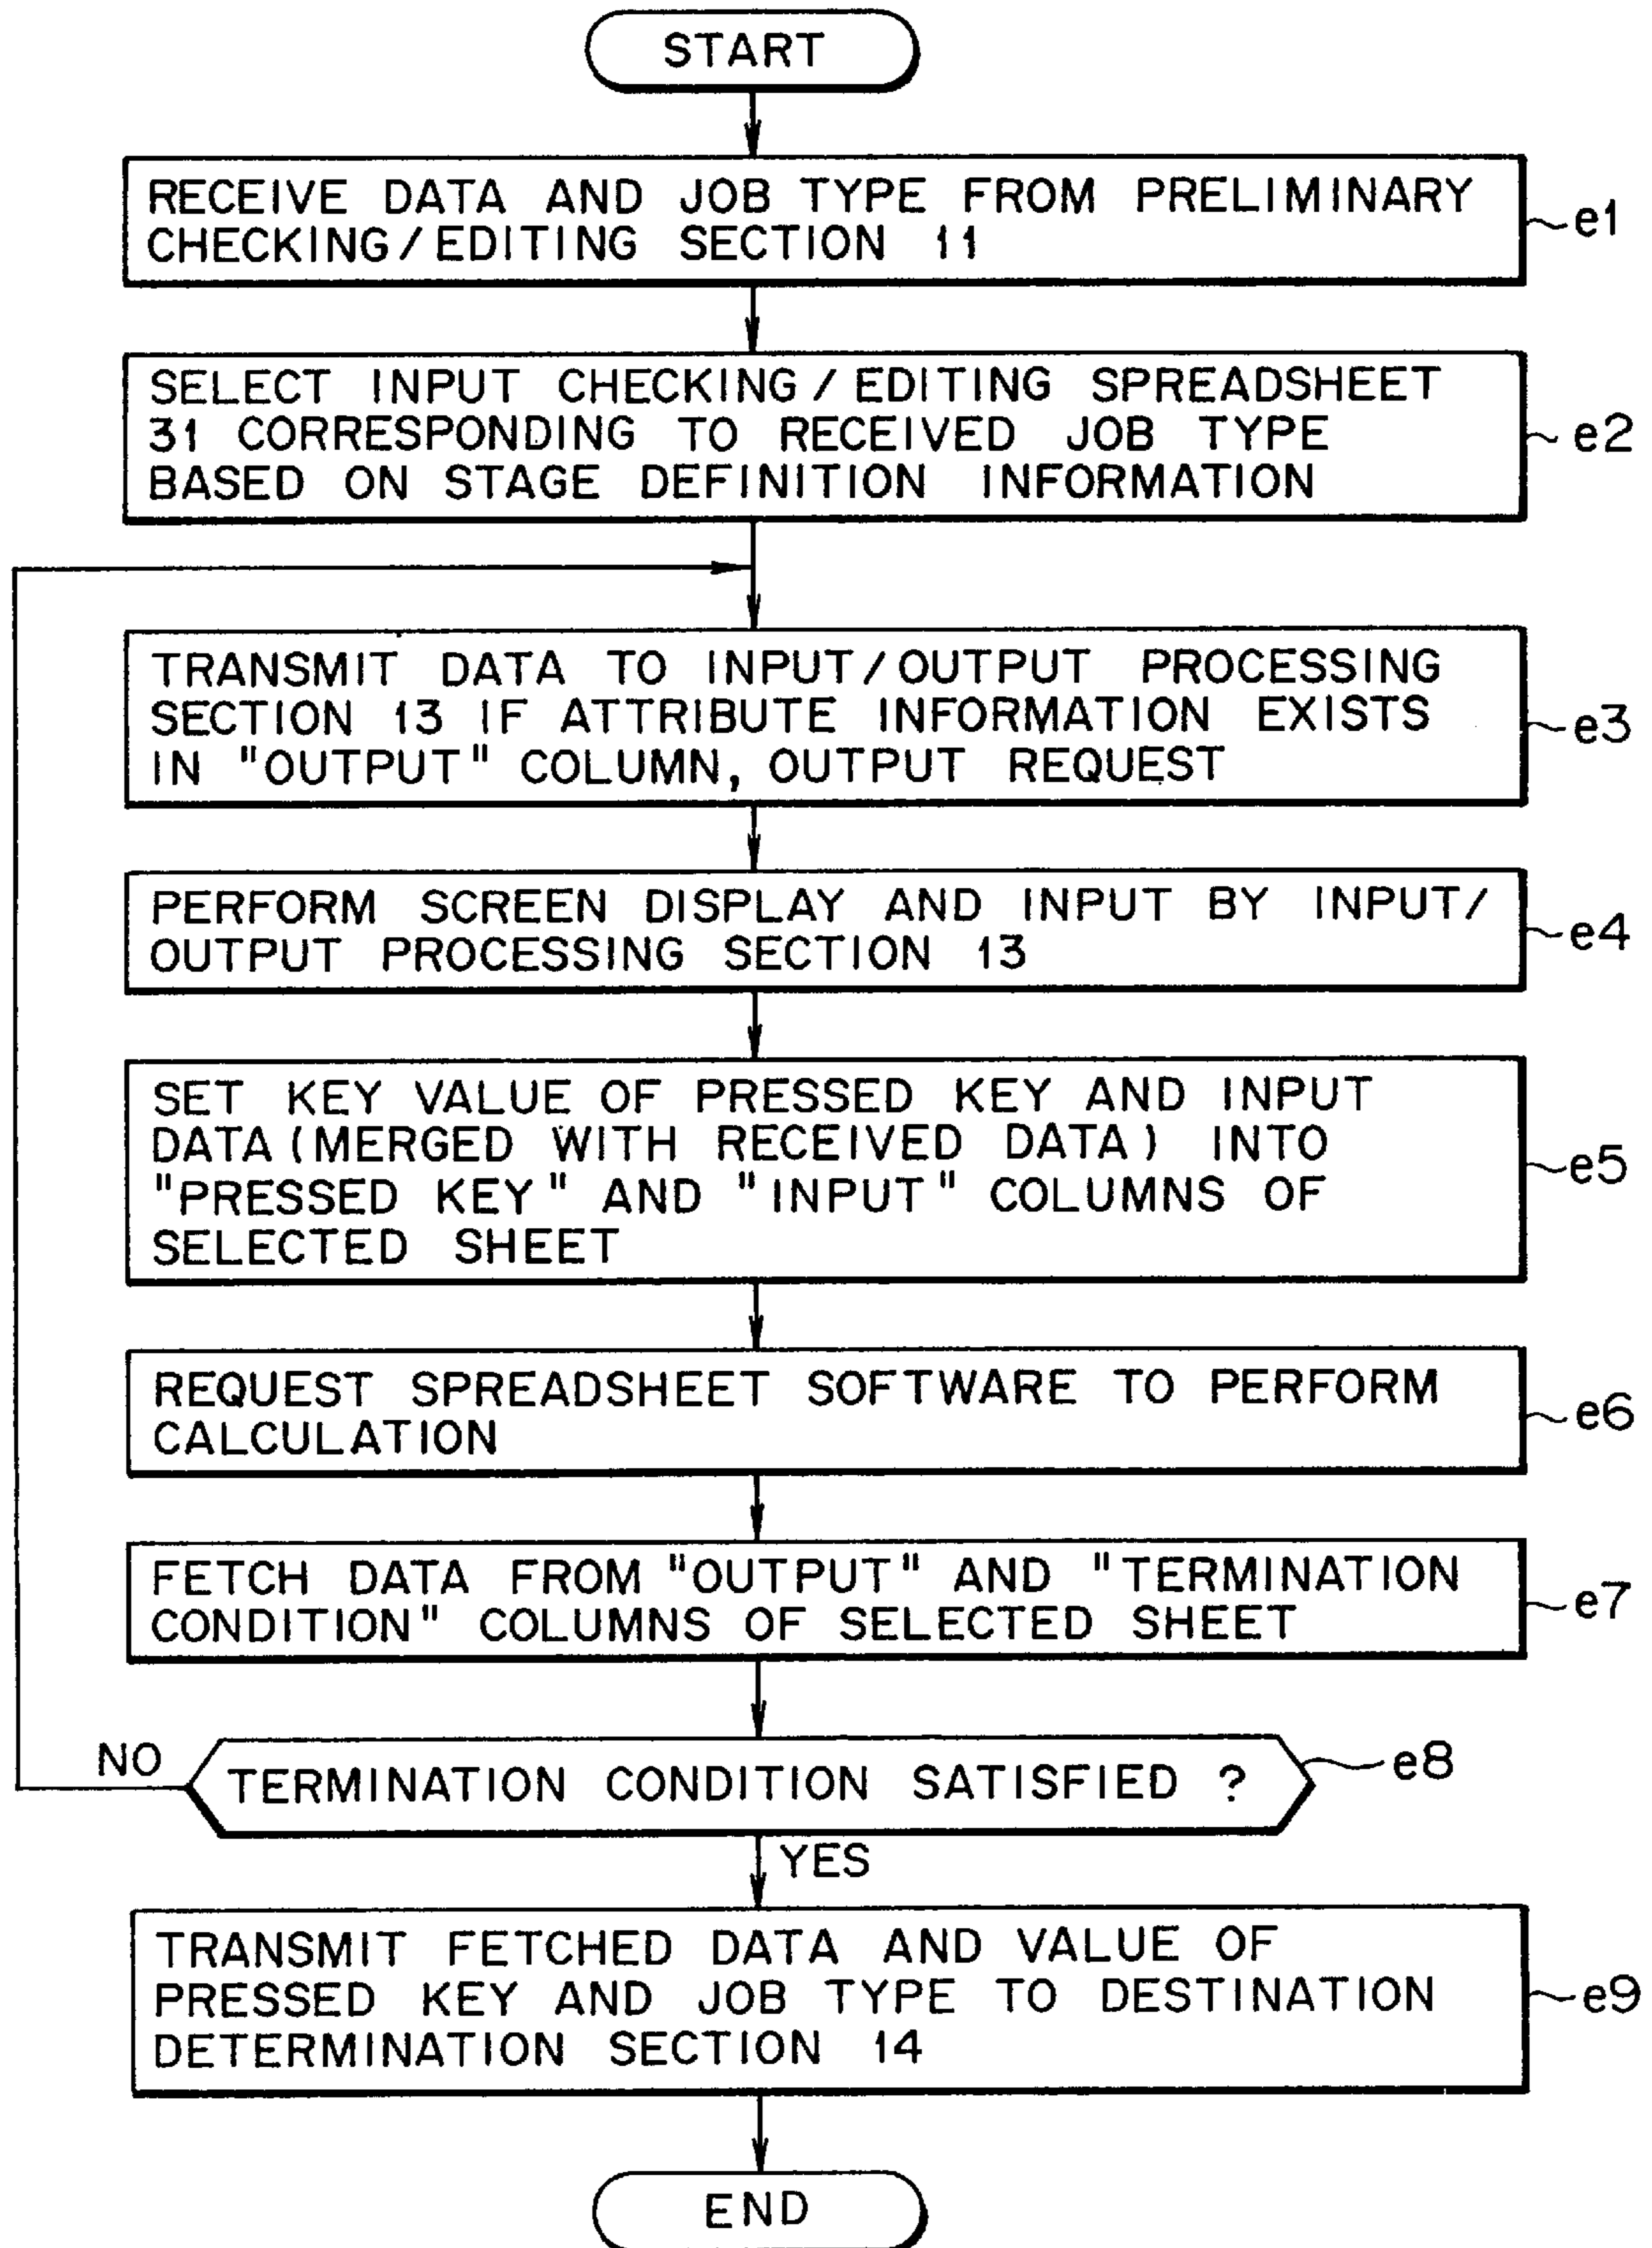 START
RECEIVE DATA AND JOB TYPE FROM PRELIMINARY
CHECKING/EDITING SECTION 11
e1
SELECT INPUT CHECKING/EDITING SPREADSHEET
31 CORRESPONDING TO RECEIVED JOB TYPE
BASED ON STAGE DEFINITION INFORMATION
e2
TRANSMIT DATA TO INPUT/OUTPUT PROCESSING
SECTION 13 IF ATTRIBUTE INFORMATION EXISTS
IN "OUTPUT" COLUMN, OUTPUT REQUEST
e3
PERFORM SCREEN DISPLAY AND INPUT BY INPUT/
OUTPUT PROCESSING SECTION 13
e4
SET KEY VALUE OF PRESSED KEY AND INPUT
DATA (MERGED WITH RECEIVED DATA) INTO
"PRESSED KEY" AND "INPUT" COLUMNS OF
SELECTED SHEET
e5
REQUEST SPREADSHEET SOFTWARE TO PERFORM
CALCULATION
e6
FETCH DATA FROM "OUTPUT" AND "TERMINATION
CONDITION" COLUMNS OF SELECTED SHEET
e7
NO
TERMINATION CONDITION SATISFIED ?
e8
YES
TRANSMIT FETCHED DATA AND VALUE OF
PRESSED KEY AND JOB TYPE TO DESTINATION
DETERMINATION SECTION 14
e9
END